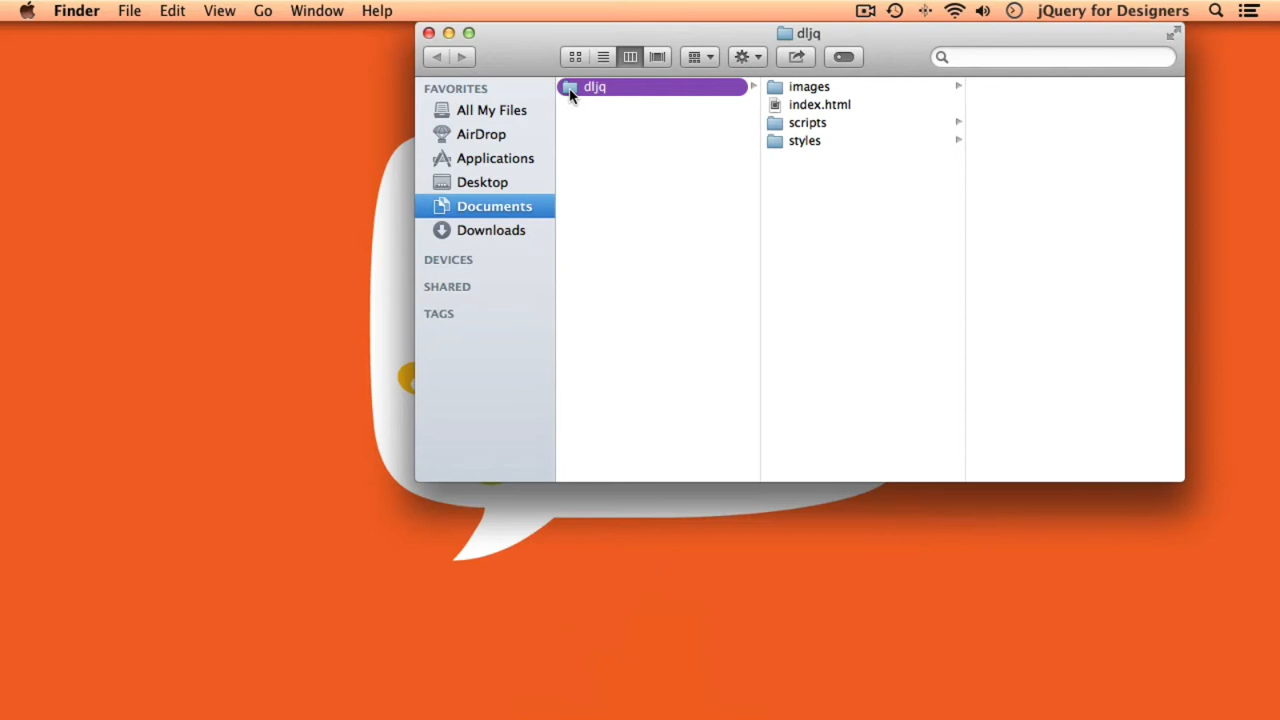 Finder File Edit View Go Window Help jQuery for Designers
dljq
FAVORITES
All My Files
AirDrop
Applications
Desktop
Documents
Downloads
DEVICES
SHARED
TAGS
dljq
images
index.html
scripts
styles